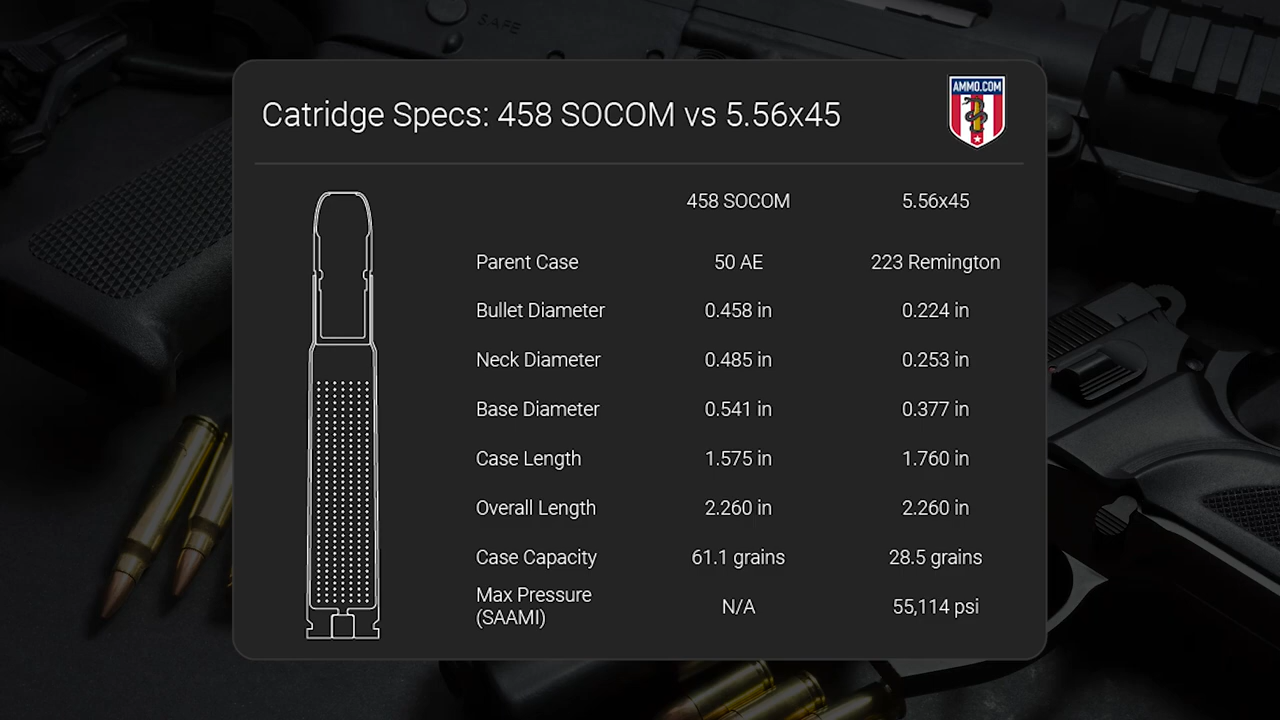 SAFE
AMMO.COM
Catridge Specs: 458 SOCOM vs 5.56x45
458 SOCOM 5.56x45
Parent Case 50 AE 223 Remington
Bullet Diameter 0.458 in 0.224 in
Neck Diameter 0.485 in 0.253 in
Base Diameter 0.541 in 0.377 in
Case Length 1.575 in 1.760 in
Overall Length 2.260 in 2.260 in
Case Capacity 61.1 grains 28.5 grains
Max Pressure
(SAAMI) N/A 55,114 psi